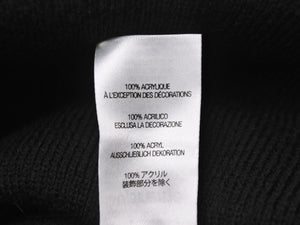 100% ACRYLIQUE
À L'EXCEPTION DES DÉCORATIONS
100% ACRILICO
ESCLUSA LA DECORAZIONE
100% ACRYL
AUSSCHLIEBLICH DEKORATION
100% アクリル
装飾部分を除く